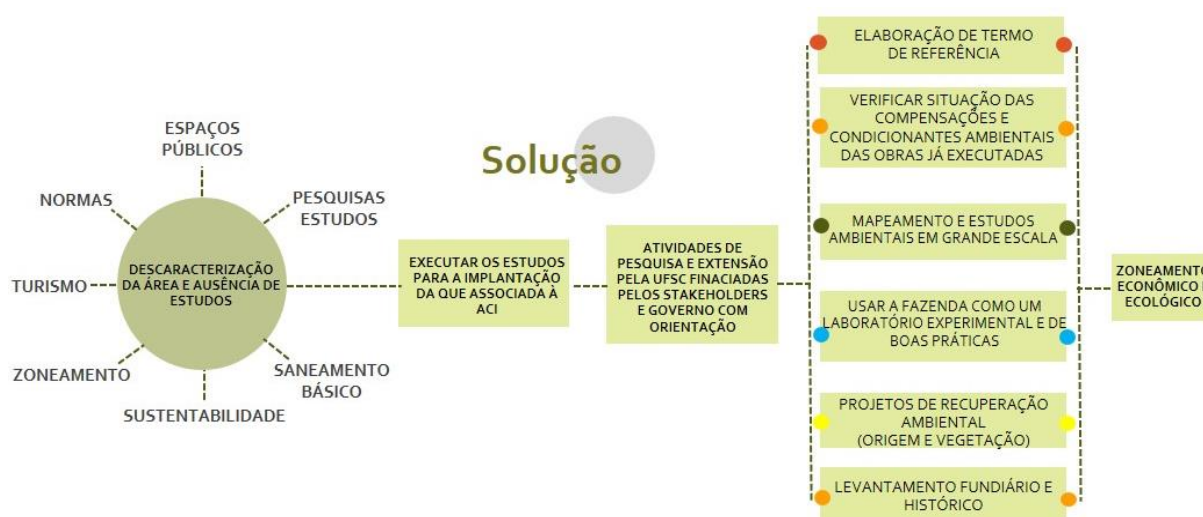 Solução
ESPAÇOS
PÚBLICOS
NORMAS
PESQUISAS
ESTUDOS
TURISMO
DESCARACTERIZAÇÃO
DA ÁREA E AUSÊNCIA DE
ESTUDOS
ZONEAMENTO
SANEAMENTO
BÁSICO
SUSTENTABILIDADE
EXECUTAR OS ESTUDOS
PARA A IMPLANTAÇÃO
DA QUE ASSOCIADA À
ACI
ATIVIDADES DE
PESQUISA E EXTENSÃO
PELA UFSC FINACIADAS
PELOS STAKEHOLDERS
E GOVERNO COM
ORIENTAÇÃO
ELABORAÇÃO DE TERMO
DE REFERÊNCIA
VERIFICAR SITUAÇÃO DAS
COMPENSAÇÕES E
CONDICIONANTES AMBIENTAIS
DAS OBRAS JÁ EXECUTADAS
MAPEAMENTO E ESTUDOS
AMBIENTAIS EM GRANDE ESCALA
USAR A FAZENDA COMO UM
LABORATÓRIO EXPERIMENTAL E DE
BOAS PRÁTICAS
PROJETOS DE RECUPERAÇÃO
AMBIENTAL
(ORIGEM E VEGETAÇÃO)
LEVANTAMENTO FUNDIÁRIO E
HISTÓRICO
ZONEAMENTO
ECONÔMICO
ECOLÓGICO